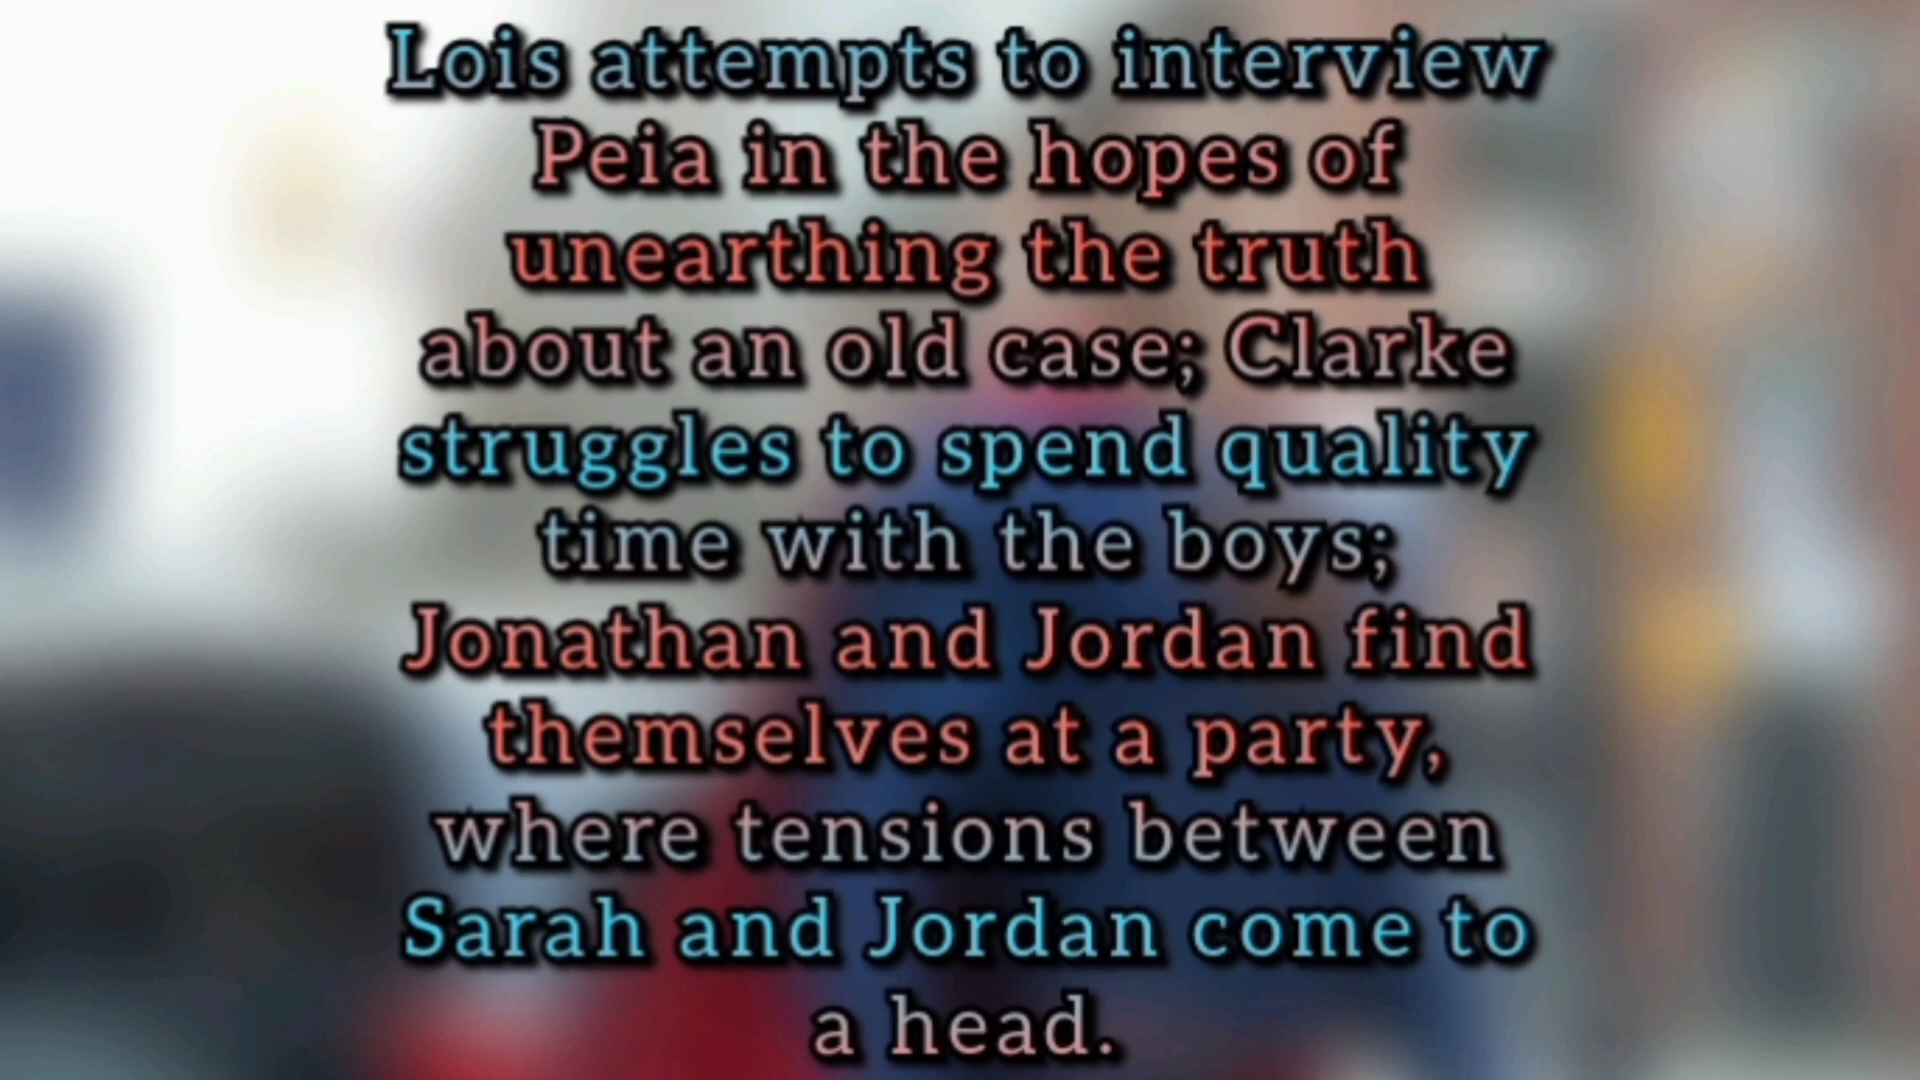 Lois attempts to interview
Peia in the hopes of
unearthing the truth
about an old case; Clarke
struggles to spend quality
time with the boys;
Jonathan and Jordan find
themselves at a party,
where tensions between
Sarah and Jordan come to
a head.